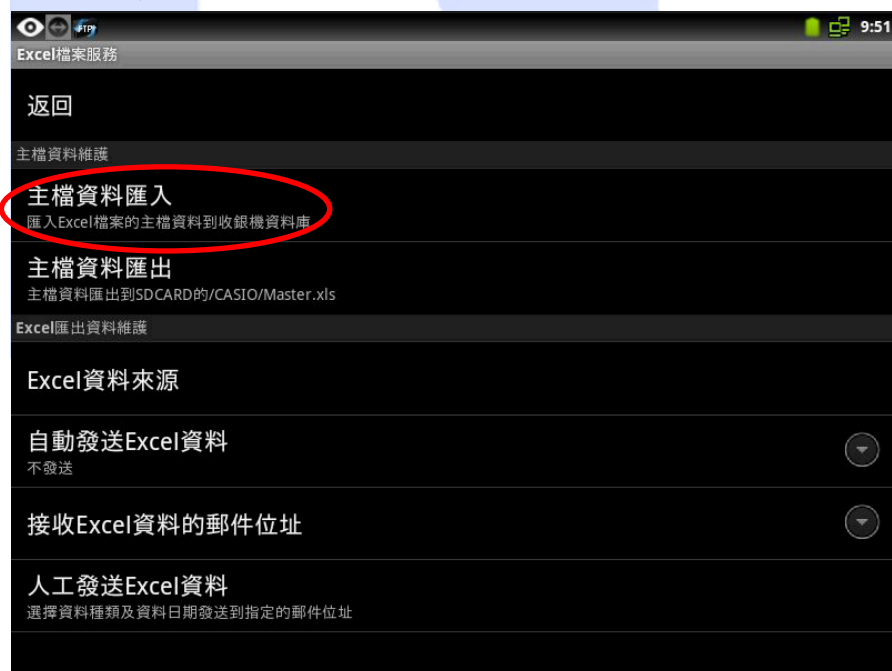 FTP
9:51
Excel檔案服務
返回
主檔資料維護
主檔資料匯入
匯入Excel檔案的主檔資料到收銀機資料庫
主檔資料匯出
主檔資料匯出到SDCARD的/CASIO/Master.xls
Excel匯出資料維護
Excel資料來源
自動發送Excel資料
不發送
接收Excel資料的郵件位址
人工發送Excel資料
選擇資料種類及資料日期發送到指定的郵件位址